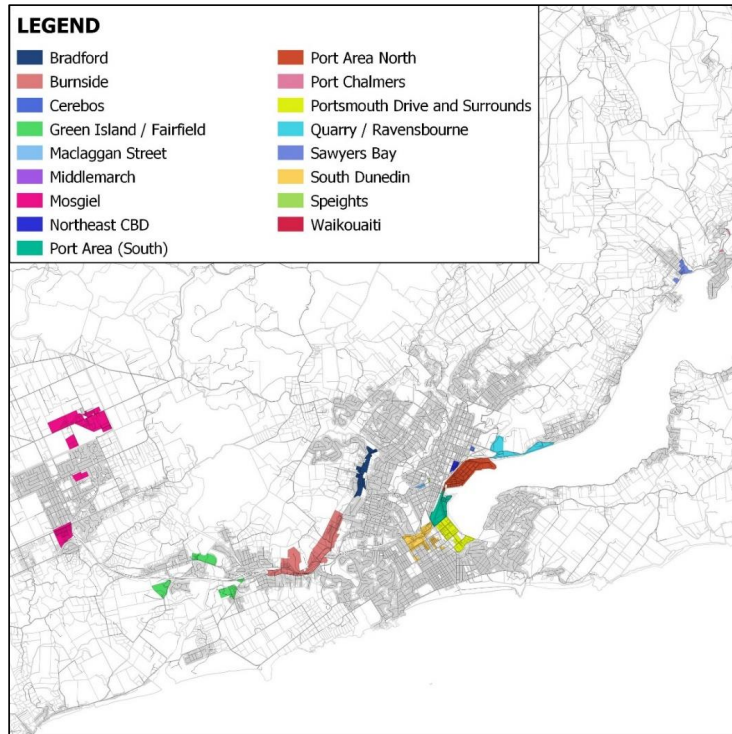 LEGEND
Bradford
Burnside
Cerebos
Green Island / Fairfield
Maclaggan Street
Middlemarch
Mosgiel
Northeast CBD
Port Area (South)
Port Area North
Port Chalmers
Portsmouth Drive and Surrounds
Quarry / Ravensbourne
Sawyers Bay
South Dunedin
Speights
Waikouaiti